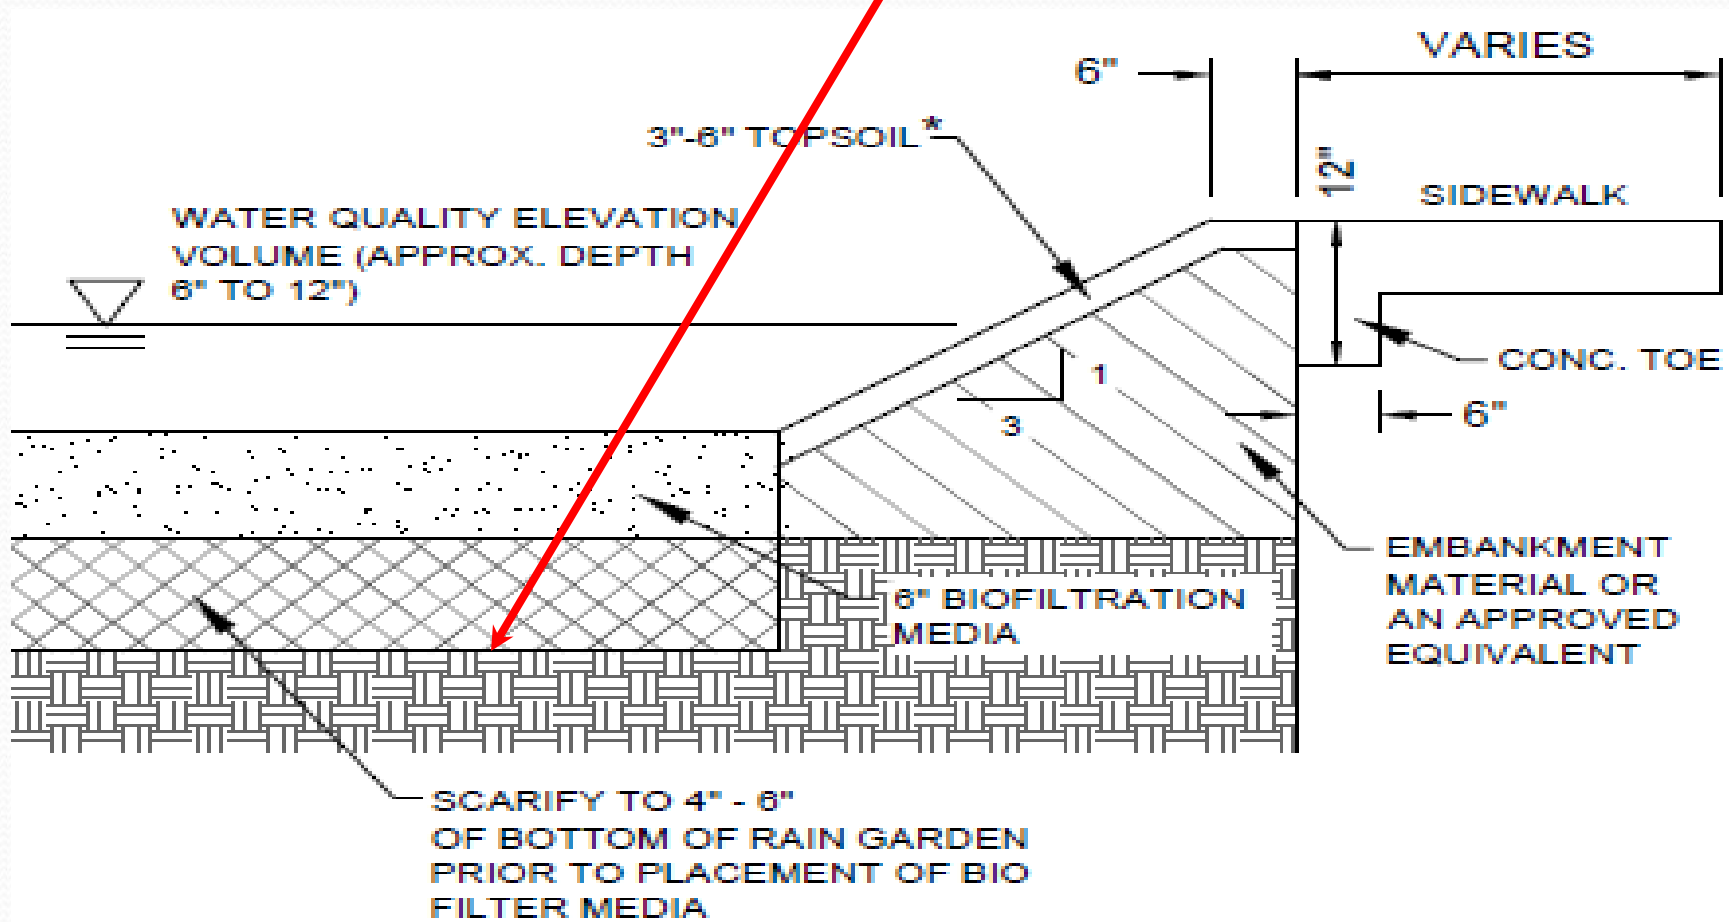 VARIES
6"
3"-6" TOPSOIL*
12"
SIDEWALK
WATER QUALITY ELEVATION
VOLUME (APPROX. DEPTH
6" TO 12")
1
3
CONC. TOE
6"
EMBANKMENT
MATERIAL OR
AN APPROVED
EQUIVALENT
6" BIOFILTRATION
MEDIA
SCARIFY TO 4" - 6"
OF BOTTOM OF RAIN GARDEN
PRIOR TO PLACEMENT OF BIO
FILTER MEDIA